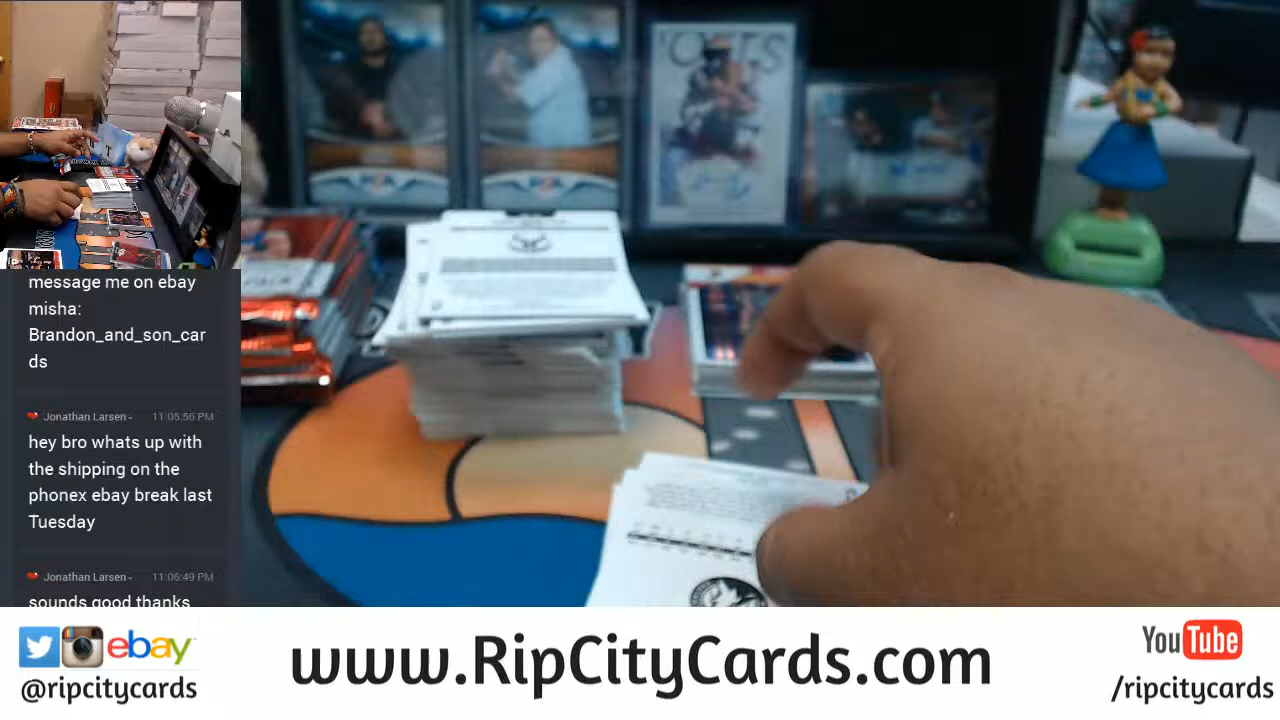 message me on ebay
misha:
Brandon_and_son_car
ds
Jonathan Larsen 11:05:56 PM
hey bro whats up with
the shipping on the
phonex ebay break last
Tuesday
Jonathan Larsen 11:06:49 PM
sounds good thanks
ebay
@ripcitycards
www.RipCityCards.com
YouTube
/ripcitycards